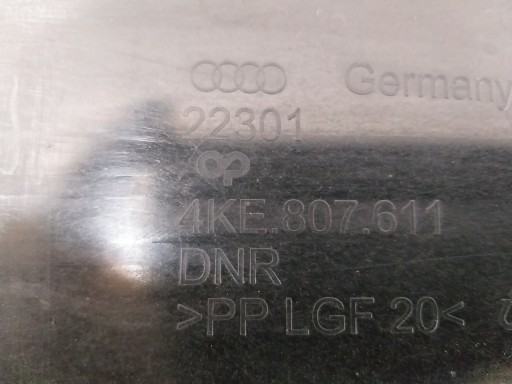 Germany
22301
4KE.807.611
DNR
>PP LGF 20<